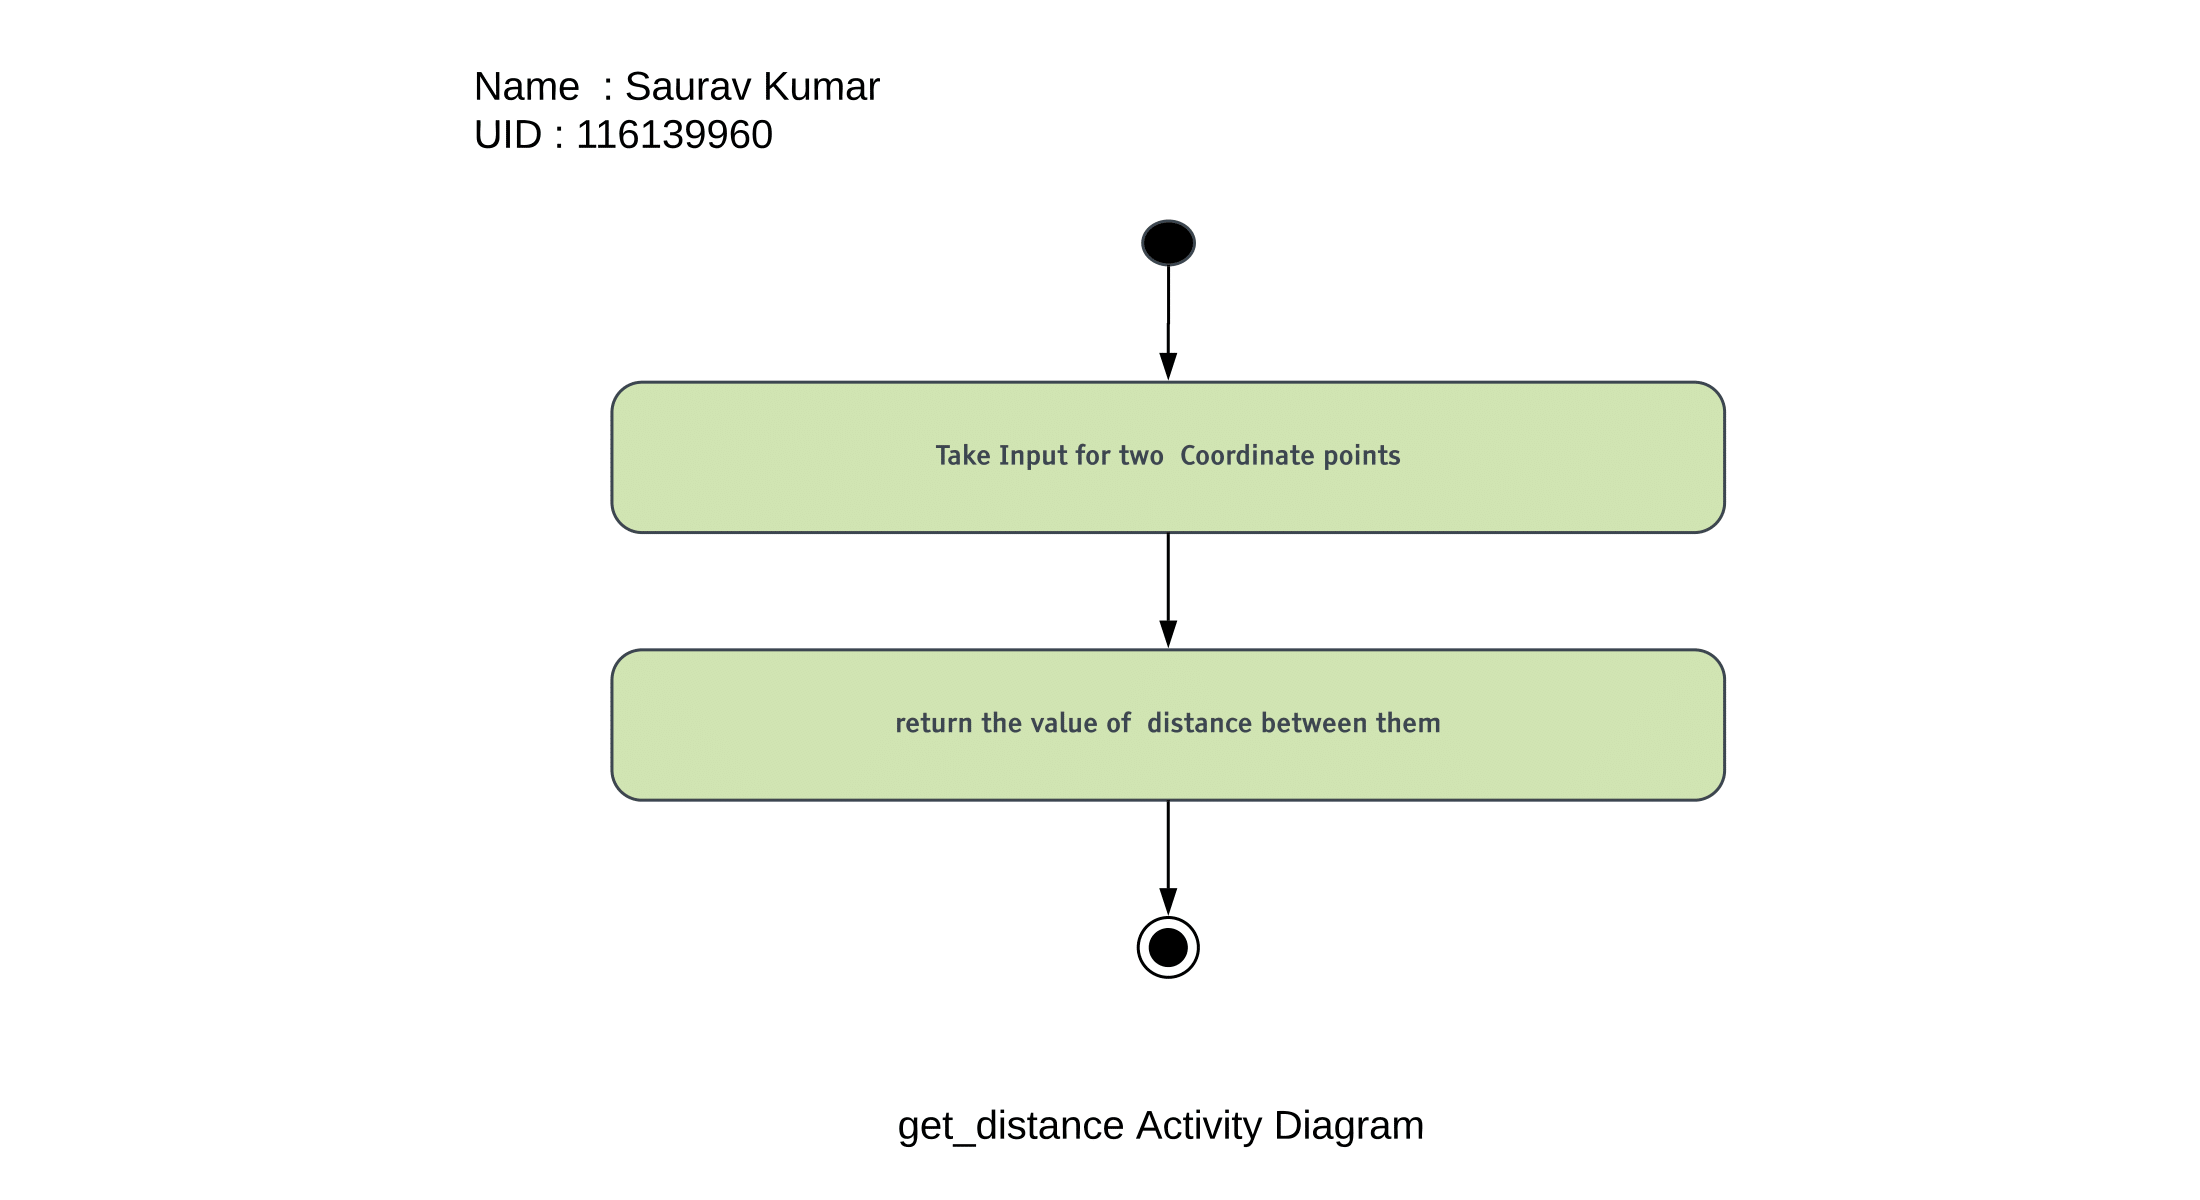 Name  : Saurav Kumar
UID : 116139960
Take Input for two  Coordinate points
return the value of  distance between them
get_distance Activity Diagram